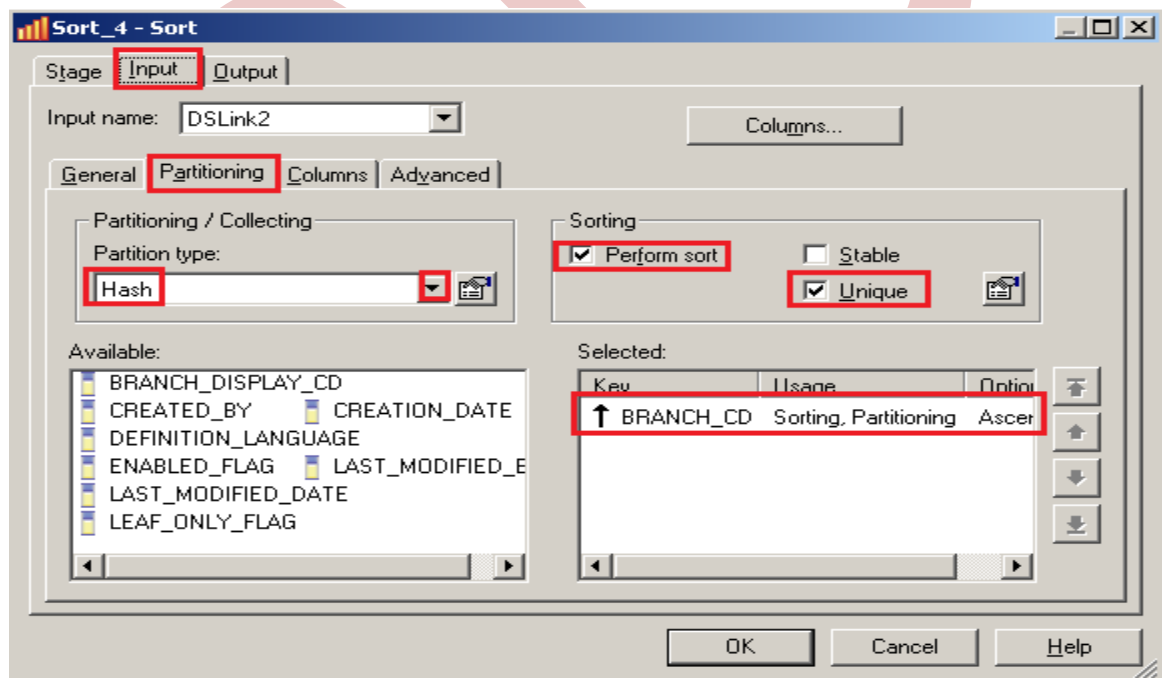 Sort_4 - Sort
Stage Input Output
Input name: DSLink2
Columns...
General Partitioning Columns Advanced
Partitioning / Collecting
Partition type:
Hash
Sorting
Perform sort
Stable
Unique
Available:
BRANCH_DISPLAY_CD
CREATED_BY CREATION_DATE
DEFINITION_LANGUAGE
ENABLED_FLAG LAST_MODIFIED_E
LAST_MODIFIED_DATE
LEAF_ONLY_FLAG
Selected:
Key Usage Option
BRANCH_CD Sorting, Partitioning Ascer
OK Cancel Help